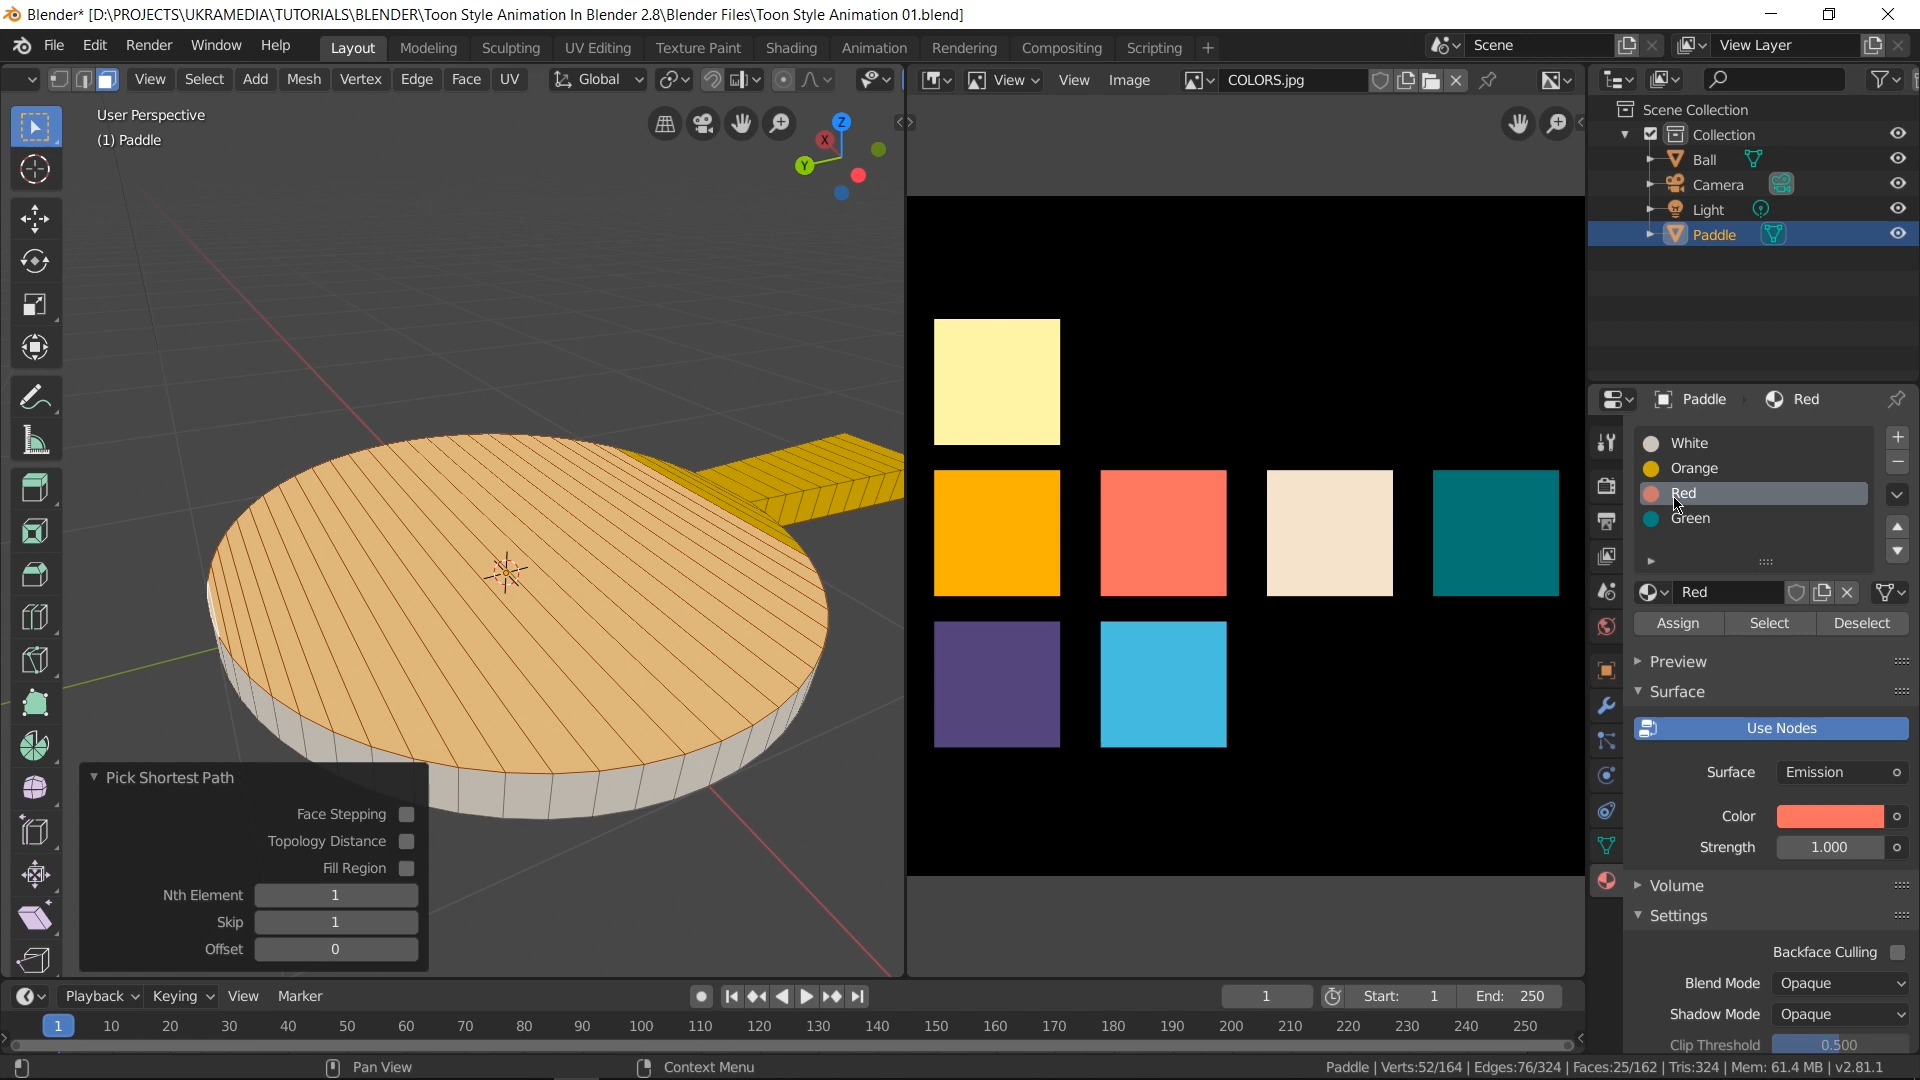 Blender* [D:\PROJECTS\UKRAMEDIA\TUTORIALS\BLENDER\Toon Style Animation In Blender 2.8\Blender Files\Toon Style Animation 01.blend]
File Edit Render Window Help Layout Modeling Sculpting UV Editing Texture Paint Shading Animation Rendering Compositing Scripting + Scene View Layer
View Select Add Mesh Vertex Edge Face UV Global View View Image COLORS.jpg
User Perspective
(1) Paddle
Z
X
Y
Scene Collection
Collection
Ball
Camera
Light
Paddle
Paddle Red
White
Orange
Red
Green
Red
Assign Select Deselect
Preview
Surface
Use Nodes
Surface Emission
Color
Strength 1.000
Volume
Settings
Backface Culling
Blend Mode Opaque
Shadow Mode Opaque
Clip Threshold 0.500
Pick Shortest Path
Face Stepping
Topology Distance
Fill Region
Nth Element 1
Skip 1
Offset 0
Playback Keying View Marker 1 Start: 1 End: 250
1 10 20 30 40 50 60 70 80 90 100 110 120 130 140 150 160 170 180 190 200 210 220 230 240 250
Pan View Context Menu Paddle | Verts:52/164 | Edges:76/324 | Faces:25/162 | Tris:324 | Mem: 61.4 MB | v2.81.1